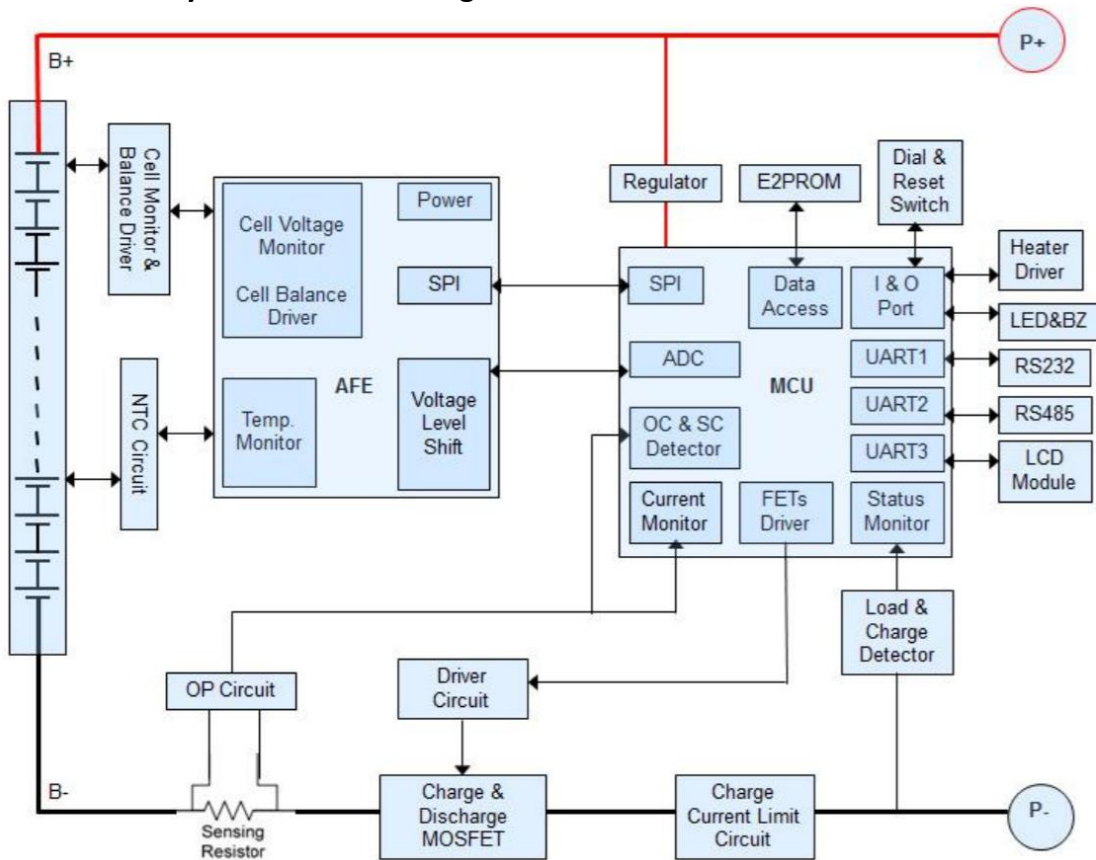 B+
P+
Cell Monitor &
Balance Driver
Regulator
E2PROM
Dial &
Reset
Switch
Power
Cell Voltage
Monitor
Cell Balance
Driver
SPI
SPI
Data
Access
I & O
Port
Heater
Driver
LED&BZ
ADC
MCU
UART1
RS232
AFE
Voltage
Level
Shift
UART2
RS485
NTC Circuit
Temp.
Monitor
OC & SC
Detector
UART3
LCD
Module
Current
Monitor
FETs
Driver
Status
Monitor
Load &
Charge
Detector
OP Circuit
Driver
Circuit
B-
Sensing
Resistor
Charge &
Discharge
MOSFET
Charge
Current Limit
Circuit
P-